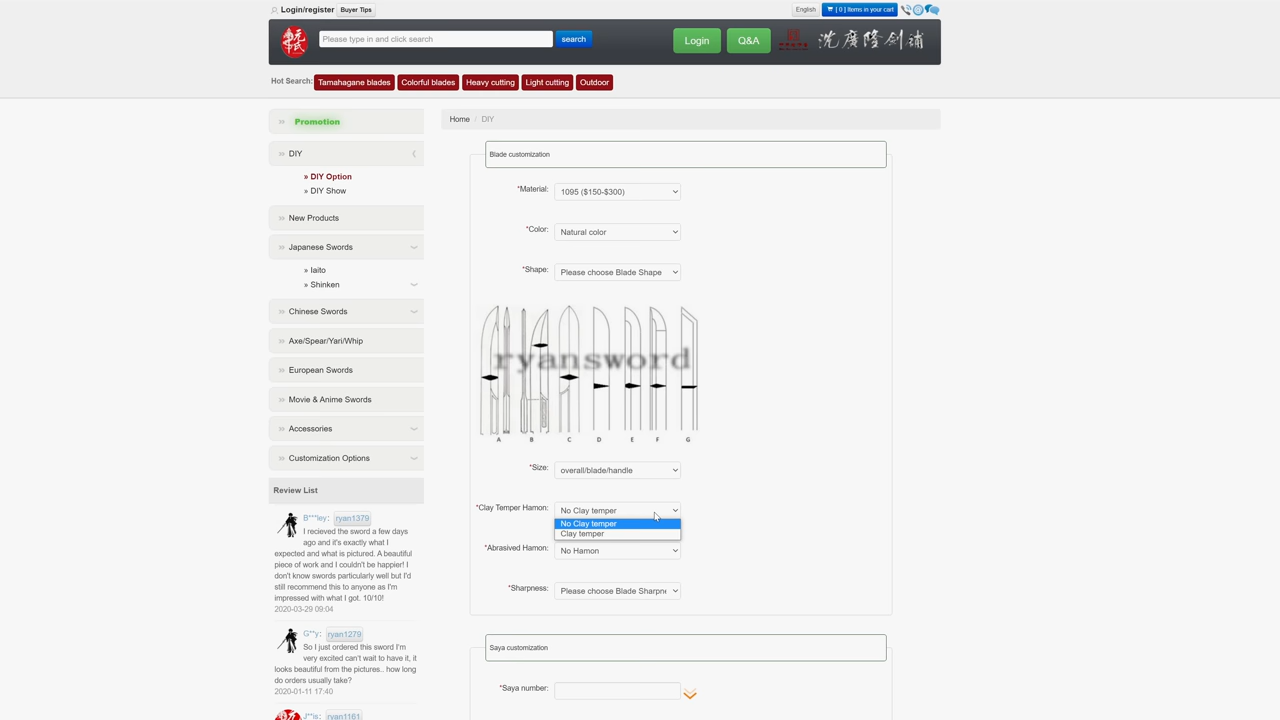 Login/register
Buyer Tips
English
[ 0 ] Items in your cart
Please type in and click search
search
Login
Q&A
沈廣隆劍鋪
Hot Search:
Tamahagane blades
Colorful blades
Heavy cutting
Light cutting
Outdoor
» Promotion
» DIY
» DIY Option
» DIY Show
» New Products
» Japanese Swords
» Iaito
» Shinken
» Chinese Swords
» Axe/Spear/Yari/Whip
» European Swords
» Movie & Anime Swords
» Accessories
» Customization Options
Review List
B***ley: ryan1379
I recieved the sword a few days
ago and it's exactly what I
expected and what is pictured. A beautiful
piece of work and I couldn't be happier! I
don't know swords particularly well but I'd
still recommend this to anyone as I'm
impressed with what I got. 10/10!
2020-03-29 09:04
G**y: ryan1279
So I just ordered this sword I'm
very excited can't wait to have it, it
looks beautiful from the pictures.. how long
do orders usually take?
2020-01-11 17:40
J**is: ryan1161
Home / DIY
Blade customization
*Material: 1095 ($150-$300)
*Color: Natural color
*Shape: Please choose Blade Shape
ryansword
A B C D E F G
*Size: overall/blade/handle
*Clay Temper Hamon: No Clay temper
No Clay temper
Clay temper
*Abrasived Hamon: No Hamon
*Sharpness: Please choose Blade Sharpn
Saya customization
*Saya number: